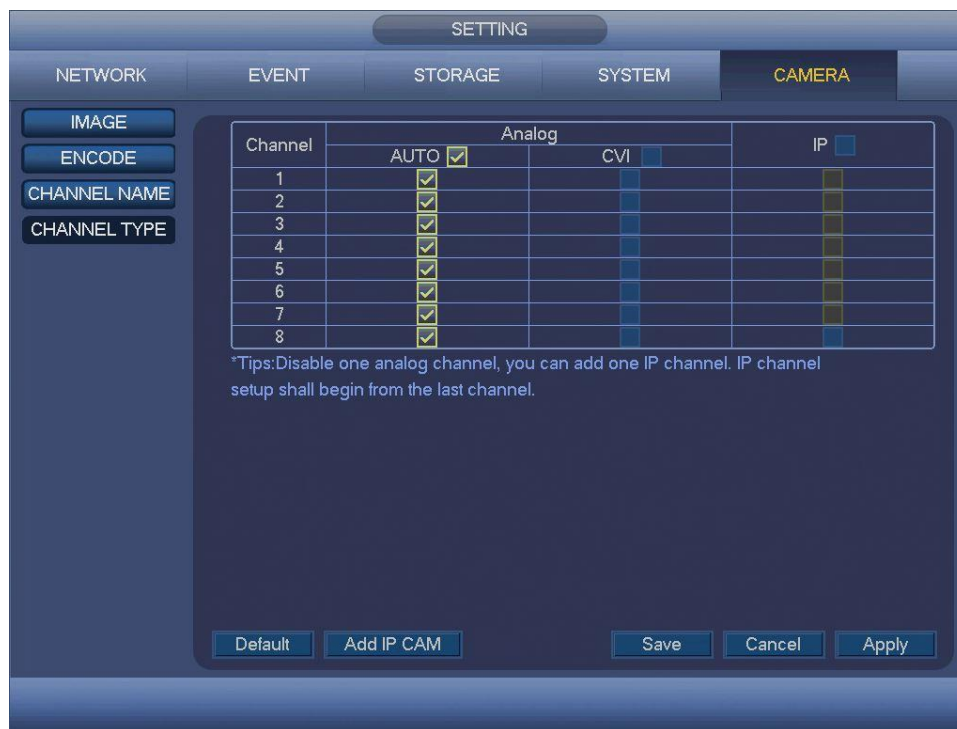 SETTING
NETWORK EVENT STORAGE SYSTEM CAMERA
IMAGE
ENCODE
CHANNEL NAME
CHANNEL TYPE
Channel Analog IP
AUTO CVI
1
2
3
4
5
6
7
8
*Tips:Disable one analog channel, you can add one IP channel. IP channel
setup shall begin from the last channel.
Default Add IP CAM Save Cancel Apply